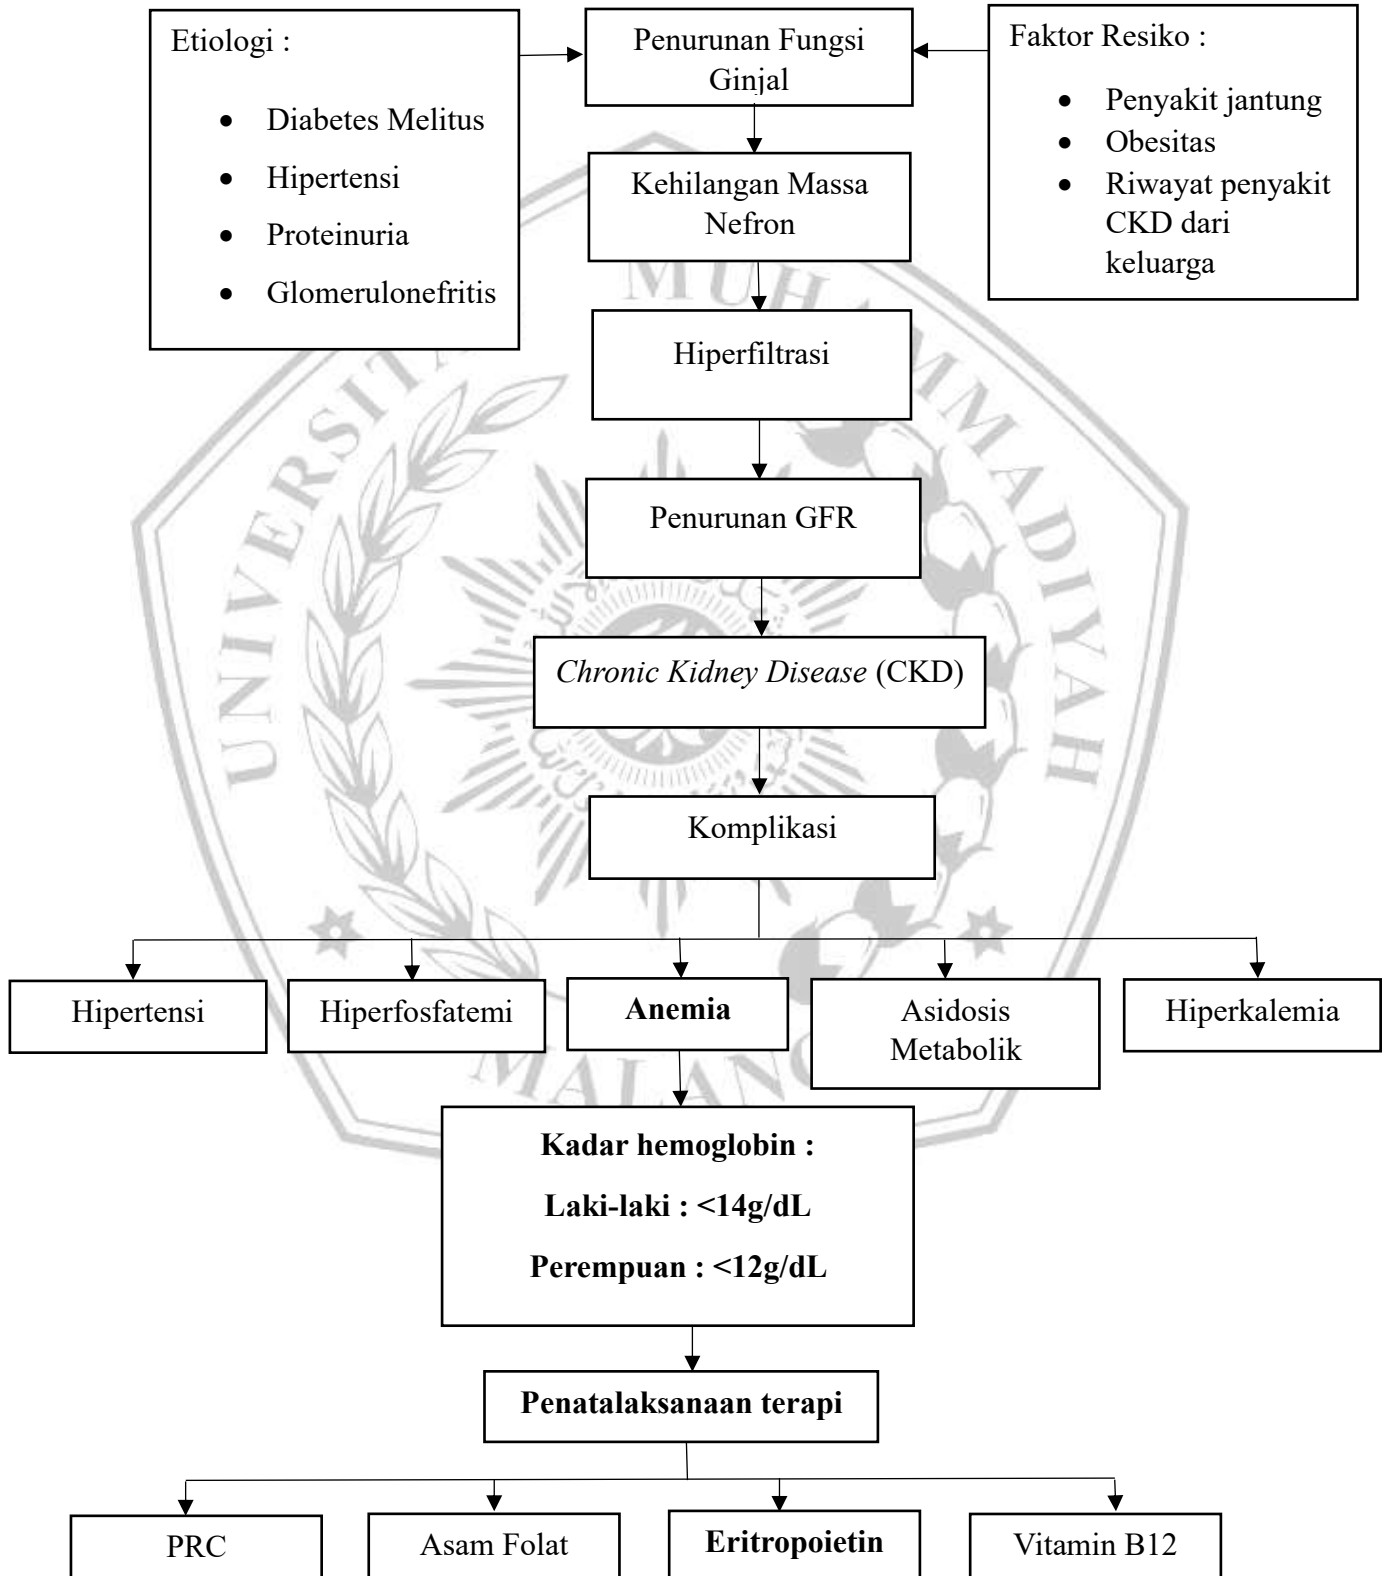 Etiologi :
• Diabetes Melitus
• Hipertensi
• Proteinuria
• Glomerulonefritis
Penurunan Fungsi
Ginjal
Faktor Resiko :
• Penyakit jantung
• Obesitas
• Riwayat penyakit
CKD dari
keluarga
Kehilangan Massa
Nefron
Hiperfiltrasi
Penurunan GFR
Chronic Kidney Disease (CKD)
Komplikasi
Hipertensi
Hiperfosfatemi
Anemia
Asidosis
Metabolik
Hiperkalemia
Kadar hemoglobin :
Laki-laki : <14g/dL
Perempuan : <12g/dL
Penatalaksanaan terapi
PRC
Asam Folat
Eritropoietin
Vitamin B12
MUHAMMADIYAH